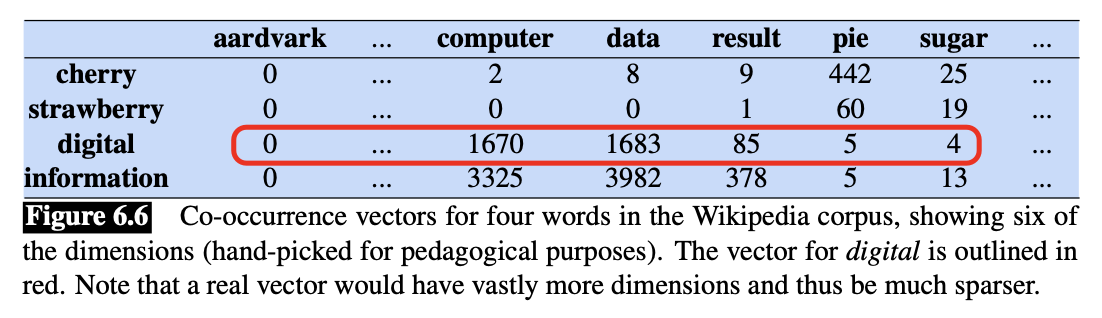 aardvark ... computer data result pie sugar ...
cherry 0 ... 2 8 9 442 25 ...
strawberry 0 ... 0 0 1 60 19 ...
digital 0 ... 1670 1683 85 5 4 ...
information 0 ... 3325 3982 378 5 13 ...
Figure 6.6 Co-occurrence vectors for four words in the Wikipedia corpus, showing six of
the dimensions (hand-picked for pedagogical purposes). The vector for digital is outlined in
red. Note that a real vector would have vastly more dimensions and thus be much sparser.